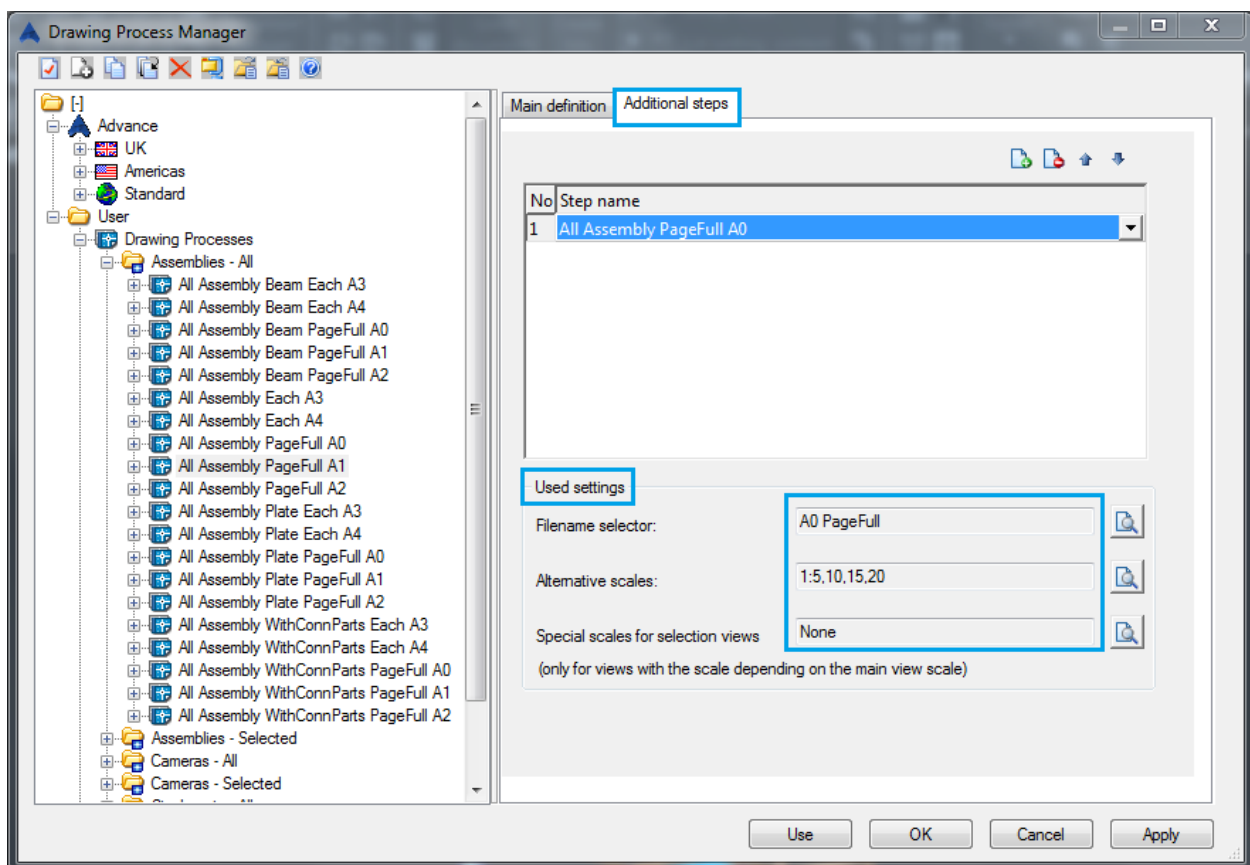 Drawing Process Manager
[-]
Advance
UK
Americas
Standard
User
Drawing Processes
Assemblies - All
All Assembly Beam Each A3
All Assembly Beam Each A4
All Assembly Beam PageFull A0
All Assembly Beam PageFull A1
All Assembly Beam PageFull A2
All Assembly Each A3
All Assembly Each A4
All Assembly PageFull A0
All Assembly PageFull A1
All Assembly PageFull A2
All Assembly Plate Each A3
All Assembly Plate Each A4
All Assembly Plate PageFull A0
All Assembly Plate PageFull A1
All Assembly Plate PageFull A2
All Assembly WithConnParts Each A3
All Assembly WithConnParts Each A4
All Assembly WithConnParts PageFull A0
All Assembly WithConnParts PageFull A1
All Assembly WithConnParts PageFull A2
Assemblies - Selected
Cameras - All
Cameras - Selected
Main definition Additional steps
No Step name
1 All Assembly PageFull A0
Used settings
Filename selector: A0 PageFull
Alternative scales: 1:5,10,15,20
Special scales for selection views None
(only for views with the scale depending on the main view scale)
Use OK Cancel Apply